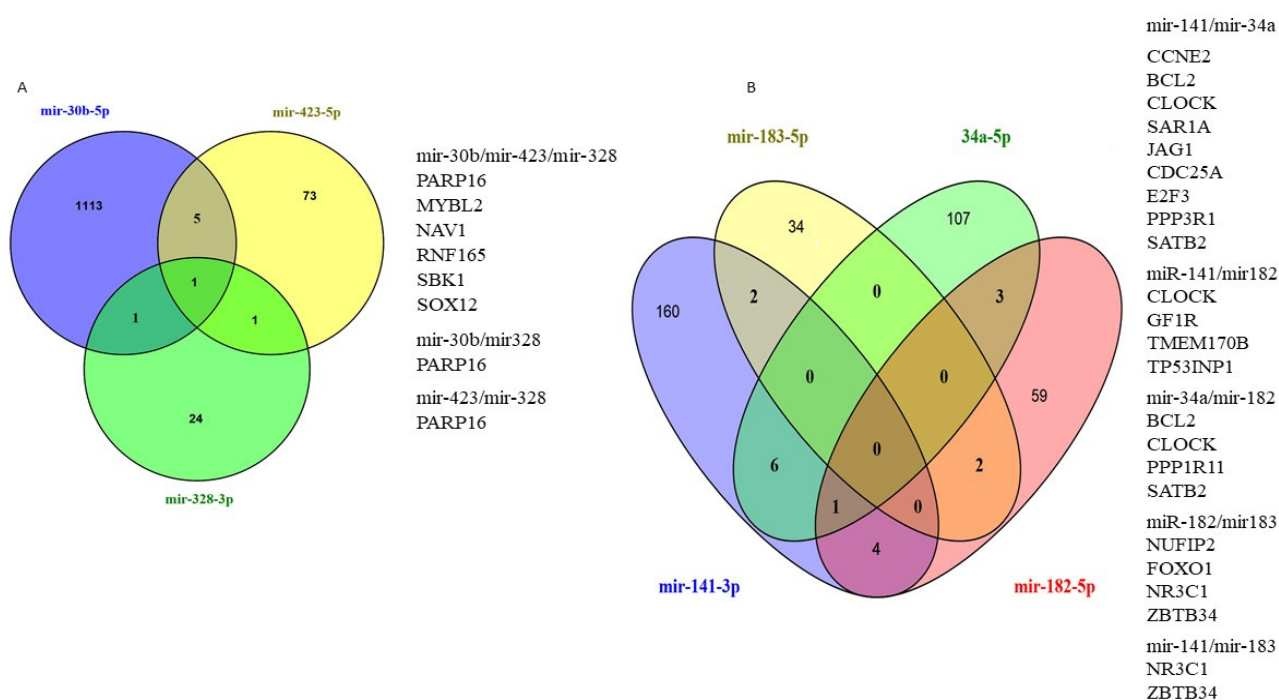 A
mir-30b-5p
mir-423-5p
1113
5
73
1
1
1
24
mir-328-3p
mir-30b/mir-423/mir-328
PARP16
MYBL2
NAV1
RNF165
SBK1
SOX12
mir-30b/mir328
PARP16
mir-423/mir-328
PARP16
B
mir-183-5p
34a-5p
34
107
160
2
0
3
0
0
59
6
0
2
1
0
4
mir-141-3p
mir-182-5p
mir-141/mir-34a
CCNE2
BCL2
CLOCK
SAR1A
JAG1
CDC25A
E2F3
PPP3R1
SATB2
miR-141/mir182
CLOCK
GF1R
TMEM170B
TP53INP1
mir-34a/mir-182
BCL2
CLOCK
PPP1R11
SATB2
miR-182/mir183
NUFIP2
FOXO1
NR3C1
ZBTB34
mir-141/mir-183
NR3C1
ZBTB34